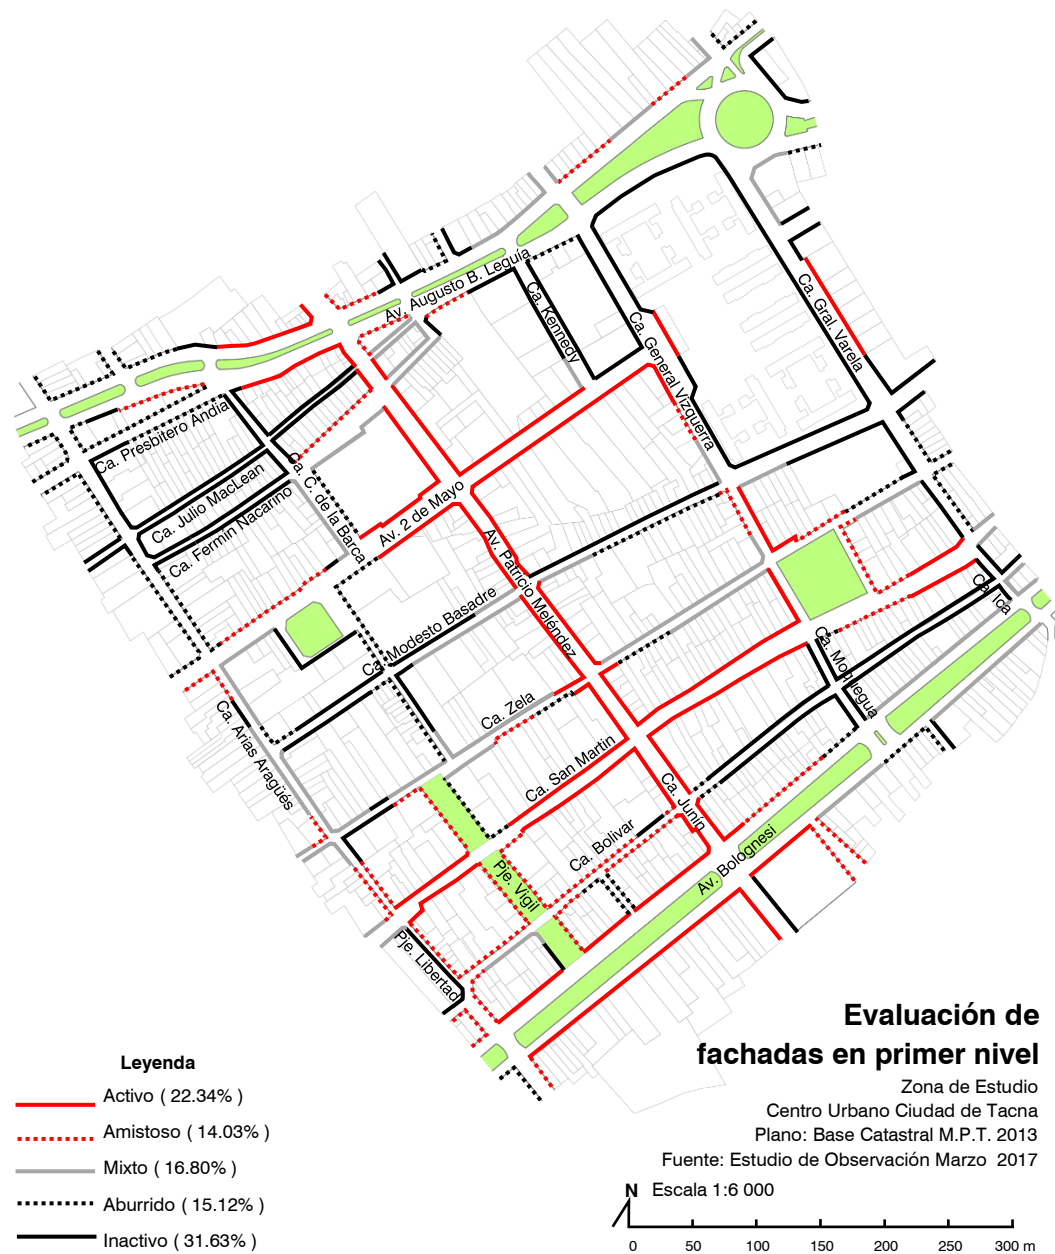 Av. Augusto B. Leguía
Ca. Kennedy
Ca. General Vizquerra
Ca. Gral. Varela
Ca. Presbitero Andia
Ca. Julio MacLean
Ca. Fermin Nacarino
Ca. C. de la Barca
Av. 2 de Mayo
Av. Patricio Meléndez
Ca. Modesto Basadre
Ca. Ica
Ca. Moquegua
Ca. Zela
Ca. Arias Aragüés
Ca. San Martin
Ca. Junín
Ca. Bolivar
Av. Bolognesi
Pje. Vigil
Pje. Libertad
Evaluación de
fachadas en primer nivel
Zona de Estudio
Centro Urbano Ciudad de Tacna
Plano: Base Catastral M.P.T. 2013
Fuente: Estudio de Observación Marzo 2017
N Escala 1:6 000
0 50 100 150 200 250 300 m
Leyenda
Activo ( 22.34% )
Amistoso ( 14.03% )
Mixto ( 16.80% )
Aburrido ( 15.12% )
Inactivo ( 31.63% )